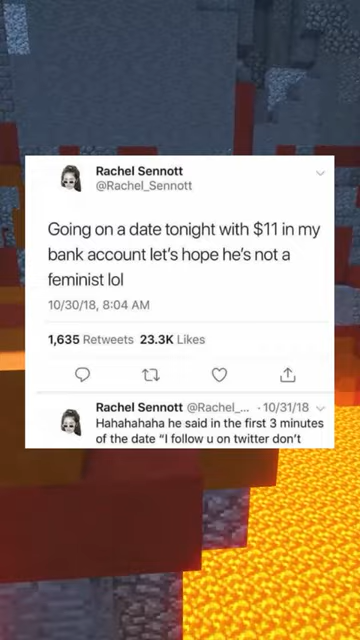 Rachel Sennott
@Rachel_Sennott
Going on a date tonight with $11 in my
bank account let's hope he's not a
feminist lol
10/30/18, 8:04 AM
1,635 Retweets 23.3K Likes
Rachel Sennott @Rachel_... · 10/31/18
Hahahahaha he said in the first 3 minutes
of the date “I follow u on twitter don't